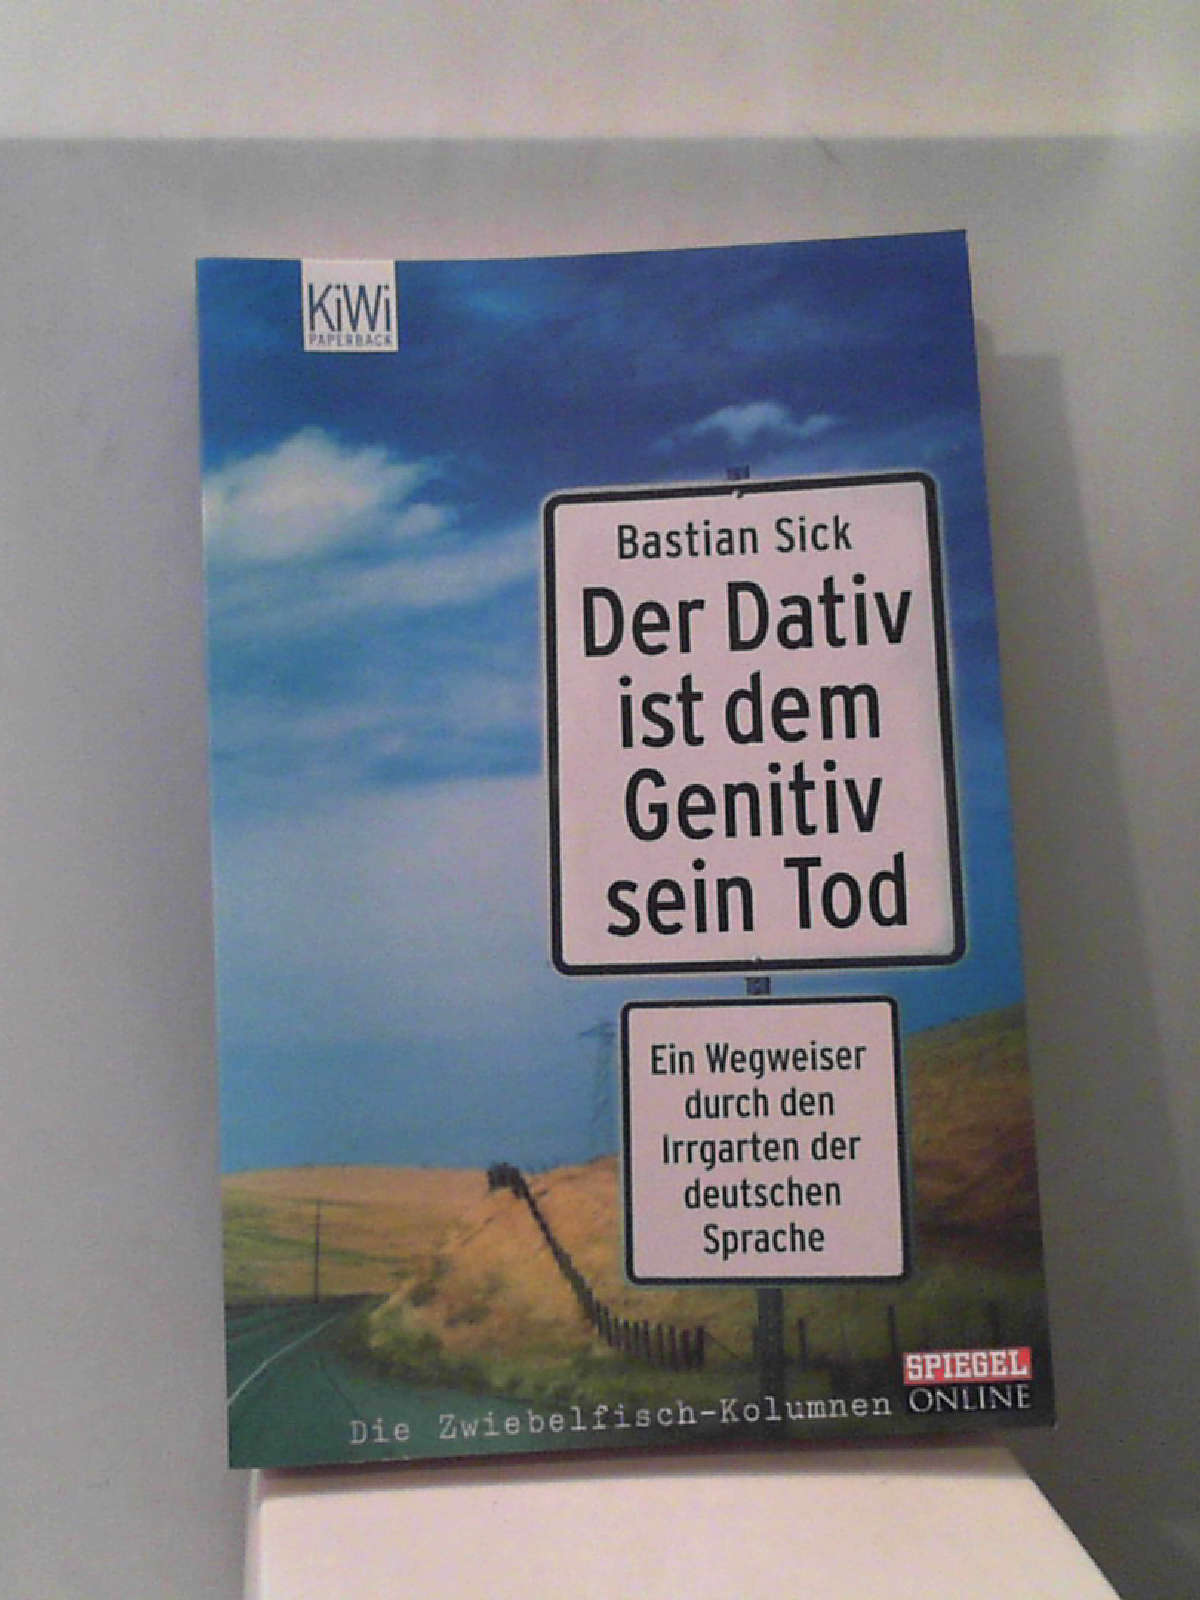 KiWi
PAPERBACK
Bastian Sick
Der Dativ
ist dem
Genitiv
sein Tod
Ein Wegweiser
durch den
Irrgarten der
deutschen
Sprache
SPIEGEL
ONLINE
Die Zwiebelfisch-Kolumnen